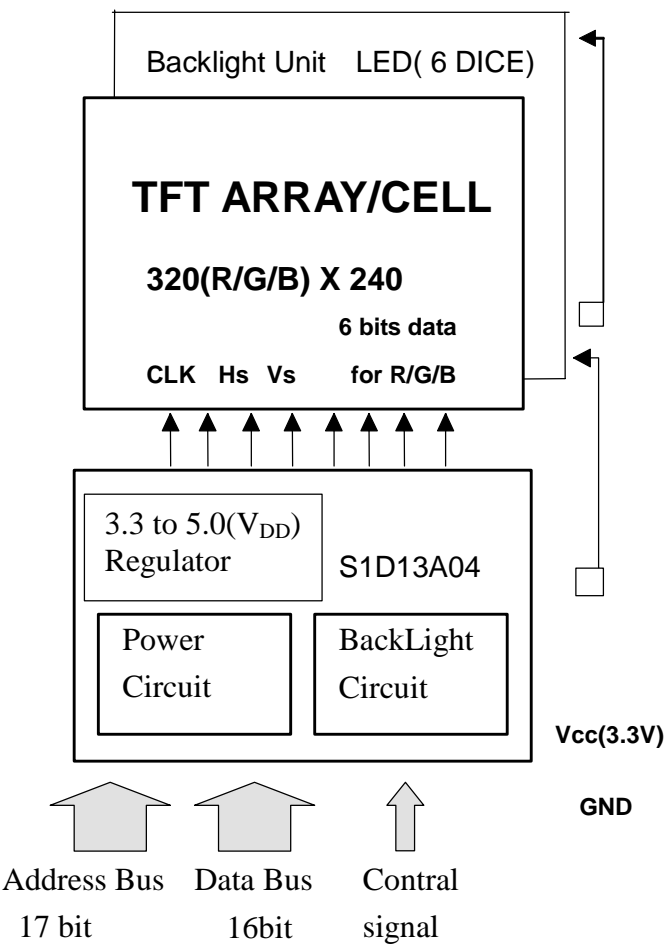 Backlight Unit LED( 6 DICE)
TFT ARRAY/CELL
320(R/G/B) X 240
6 bits data
CLK Hs Vs for R/G/B
3.3 to 5.0(VDD)
Regulator
S1D13A04
Power
Circuit
BackLight
Circuit
Vcc(3.3V)
GND
Address Bus
17 bit
Data Bus
16bit
Contral
signal